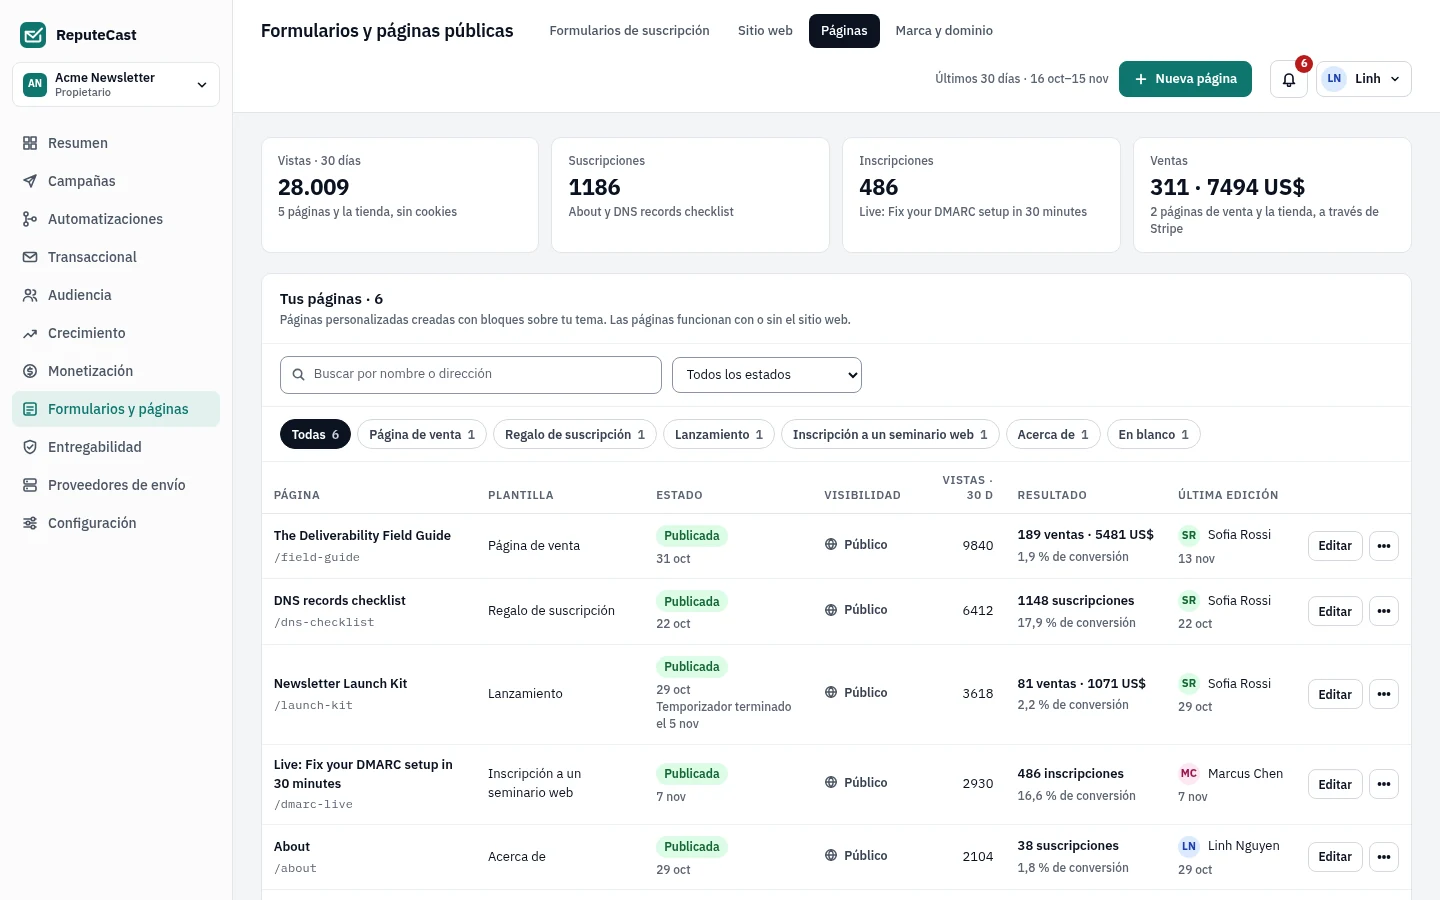 ReputeCast
AN
Acme Newsletter
Propietario
Resumen
Campañas
Automatizaciones
Transaccional
Audiencia
Crecimiento
Monetización
Formularios y páginas
Entregabilidad
Proveedores de envío
Configuración
Formularios y páginas públicas
Formularios de suscripción
Sitio web
Páginas
Marca y dominio
Últimos 30 días · 16 oct–15 nov
+ Nueva página
6
LN
Linh
Vistas · 30 días
28.009
5 páginas y la tienda, sin cookies
Suscripciones
1186
About y DNS records checklist
Inscripciones
486
Live: Fix your DMARC setup in 30 minutes
Ventas
311 · 7494 US$
2 páginas de venta y la tienda, a través de
Stripe
Tus páginas · 6
Páginas personalizadas creadas con bloques sobre tu tema. Las páginas funcionan con o sin el sitio web.
Buscar por nombre o dirección
Todos los estados
Todas 6
Página de venta 1
Regalo de suscripción 1
Lanzamiento 1
Inscripción a un seminario web 1
Acerca de 1
En blanco 1
PÁGINA
PLANTILLA
ESTADO
VISIBILIDAD
VISTAS ·
30 D
RESULTADO
ÚLTIMA EDICIÓN
The Deliverability Field Guide
/field-guide
Página de venta
Publicada
31 oct
Público
9840
189 ventas · 5481 US$
1,9 % de conversión
SR
Sofia Rossi
13 nov
Editar
DNS records checklist
/dns-checklist
Regalo de suscripción
Publicada
22 oct
Público
6412
1148 suscripciones
17,9 % de conversión
SR
Sofia Rossi
22 oct
Editar
Newsletter Launch Kit
/launch-kit
Lanzamiento
Publicada
29 oct
Temporizador terminado
el 5 nov
Público
3618
81 ventas · 1071 US$
2,2 % de conversión
SR
Sofia Rossi
29 oct
Editar
Live: Fix your DMARC setup in
30 minutes
/dmarc-live
Inscripción a un
seminario web
Publicada
7 nov
Público
2930
486 inscripciones
16,6 % de conversión
MC
Marcus Chen
7 nov
Editar
About
/about
Acerca de
Publicada
29 oct
Público
2104
38 suscripciones
1,8 % de conversión
LN
Linh Nguyen
29 oct
Editar